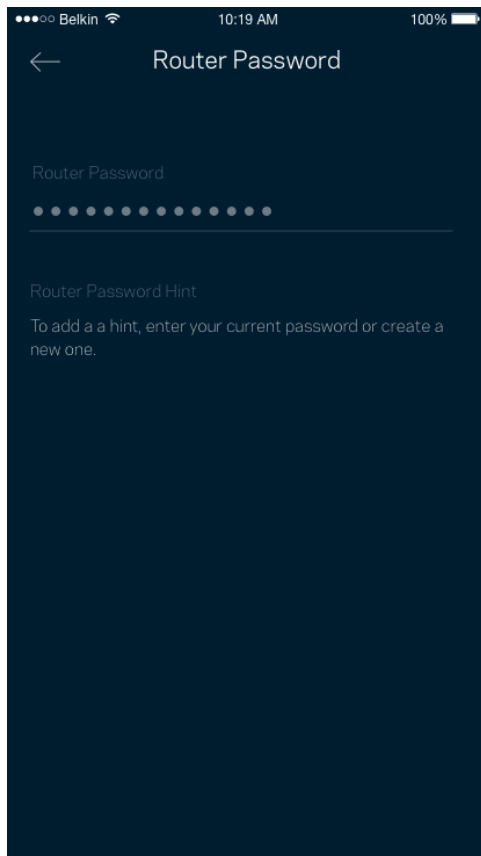 Belkin 10:19 AM 100%
Router Password
Router Password
••••••••••••••
Router Password Hint
To add a a hint, enter your current password or create a
new one.